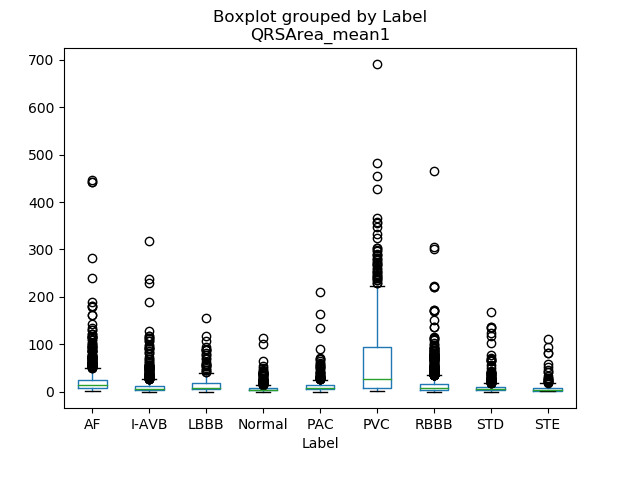 Boxplot grouped by Label
QRSArea_mean1
700
600
500
400
300
200
100
0
AF I-AVB LBBB Normal PAC PVC RBBB STD STE
Label